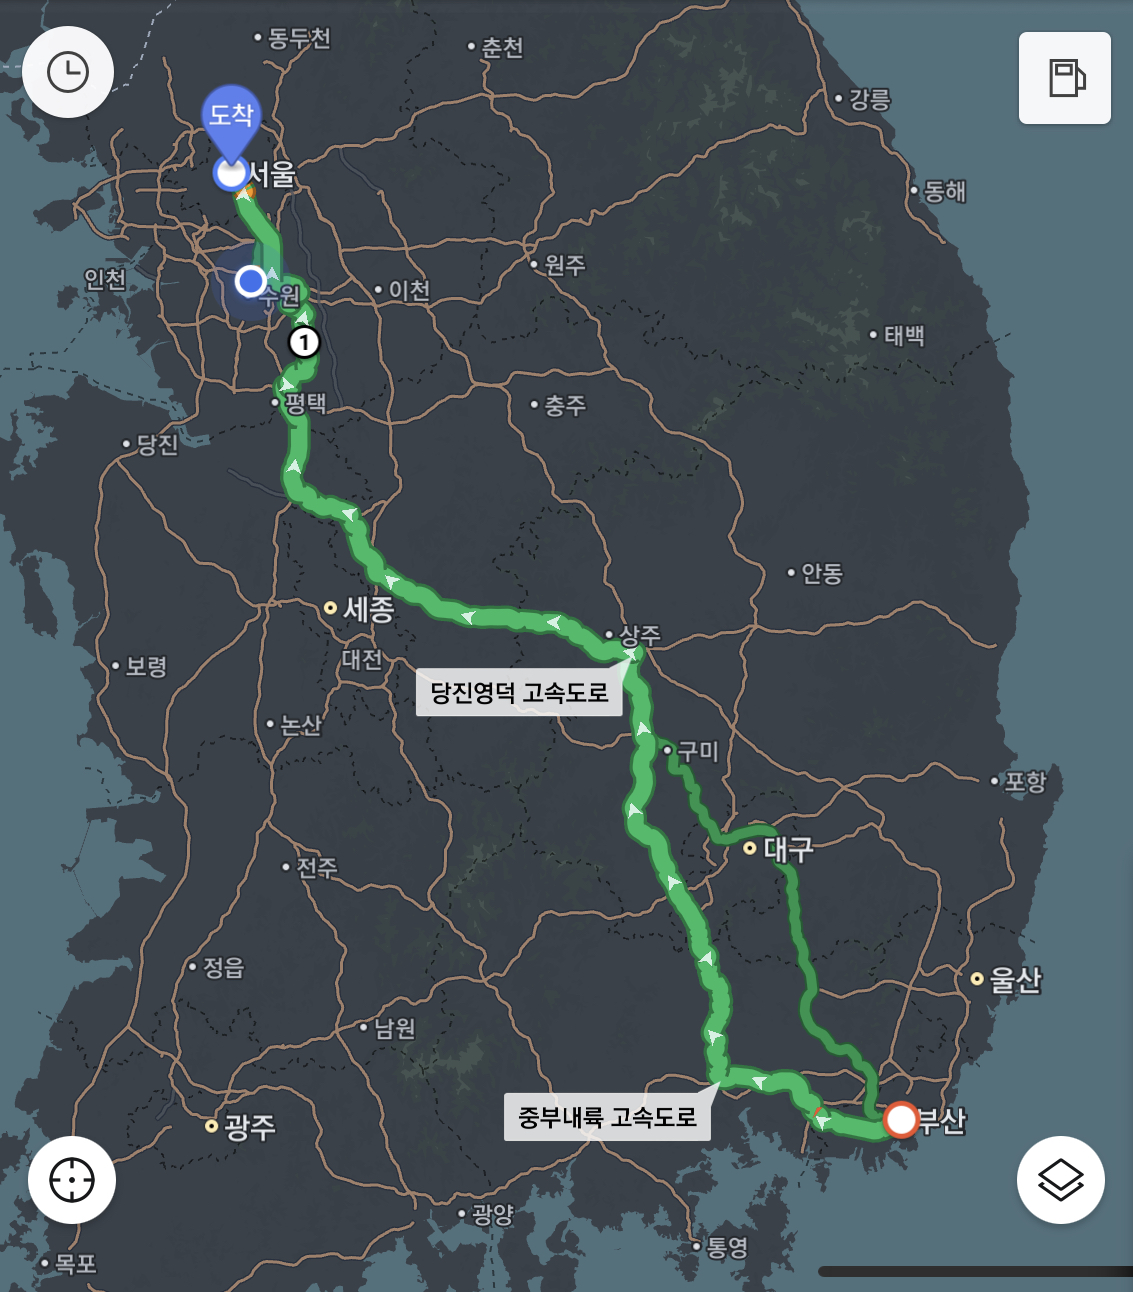 동두천
춘천
강릉
도착
서울
동해
인천
수원
이천
원주
1
태백
평택
충주
당진
안동
세종
상주
대전
보령
당진영덕 고속도로
논산
구미
포항
대구
전주
정읍
울산
남원
중부내륙 고속도로
부산
광주
광양
통영
목포